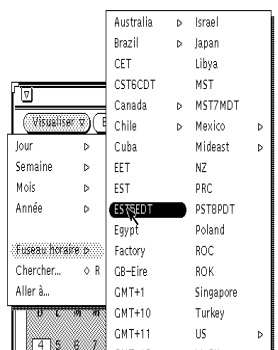 Visualiser
Jour
Semaine
Mois
Année
Fuseau horaire
Chercher... ◇ R
Aller à...
4 5 6 7
Australia
Brazil
CET
CST6CDT
Canada
Chile
Cuba
EET
EST
EST5EDT
Egypt
Factory
GB-Eire
GMT+1
GMT+10
GMT+11
Israel
Japan
Libya
MST
MST7MDT
Mexico
Mideast
NZ
PRC
PST8PDT
Poland
ROC
ROK
Singapore
Turkey
US